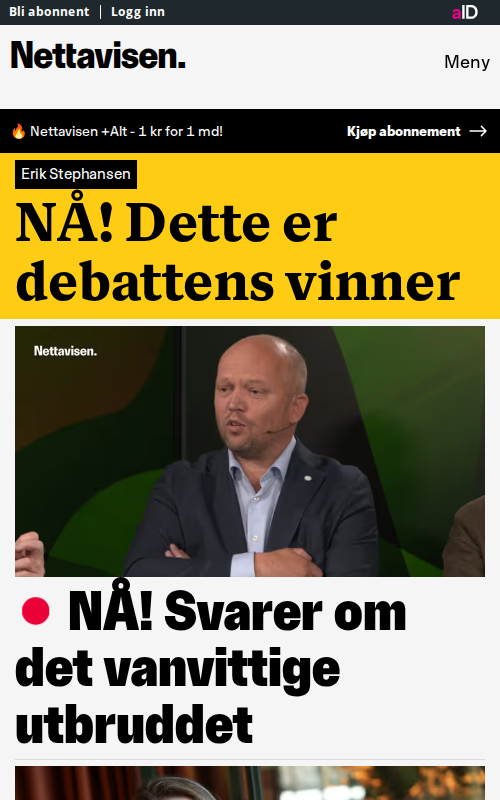 Bli abonnent | Logg inn
aID
Nettavisen.
Meny
🔥 Nettavisen +Alt - 1 kr for 1 md!
Kjøp abonnement →
Erik Stephansen
NÅ! Dette er
debattens vinner
Nettavisen.
NÅ! Svarer om
det vanvittige
utbruddet